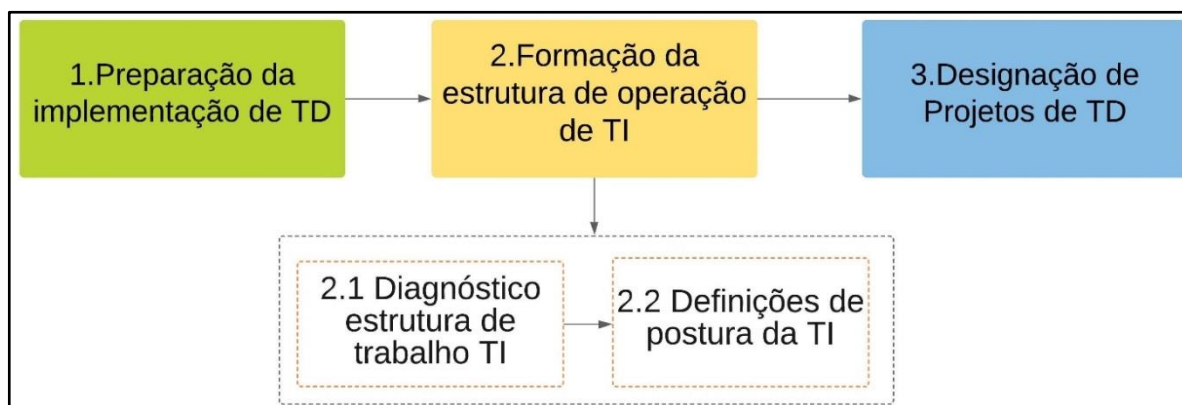 1.Preparação da
implementação de TD
2.Formação da
estrutura de operação
de TI
3.Designação de
Projetos de TD
2.1 Diagnóstico
estrutura de
trabalho TI
2.2 Definições de
postura da TI